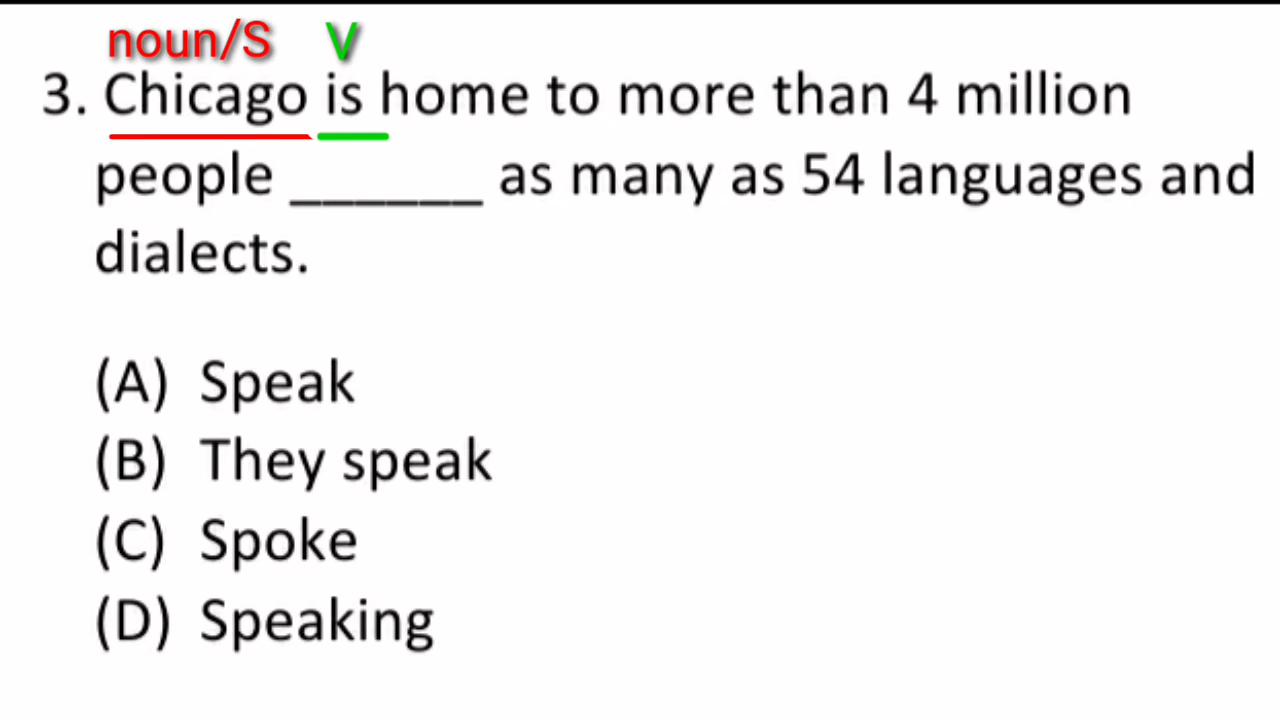 noun/S V
3. Chicago is home to more than 4 million
people ______ as many as 54 languages and
dialects.
(A) Speak
(B) They speak
(C) Spoke
(D) Speaking